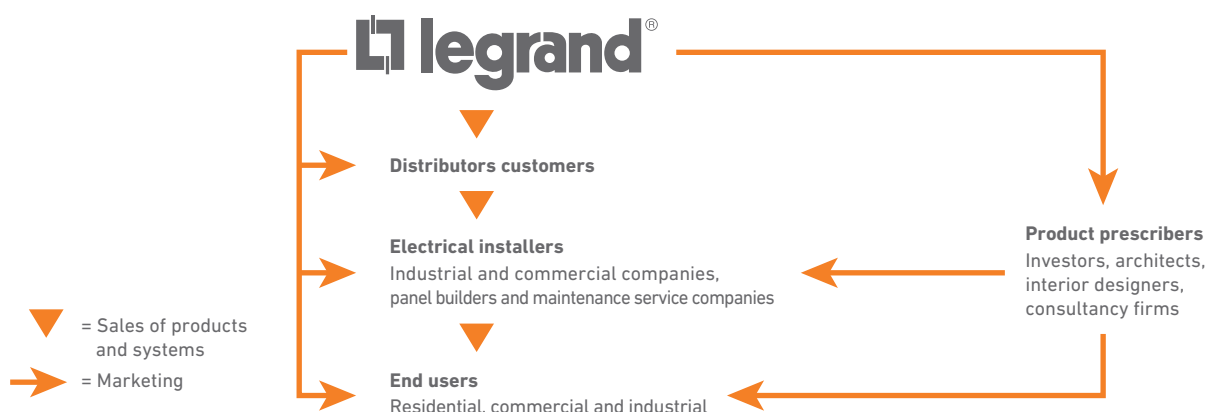 legrand®
Distributors customers
Electrical installers
Industrial and commercial companies,
panel builders and maintenance service companies
Product prescribers
Investors, architects,
interior designers,
consultancy firms
= Sales of products
and systems
= Marketing
End users
Residential, commercial and industrial